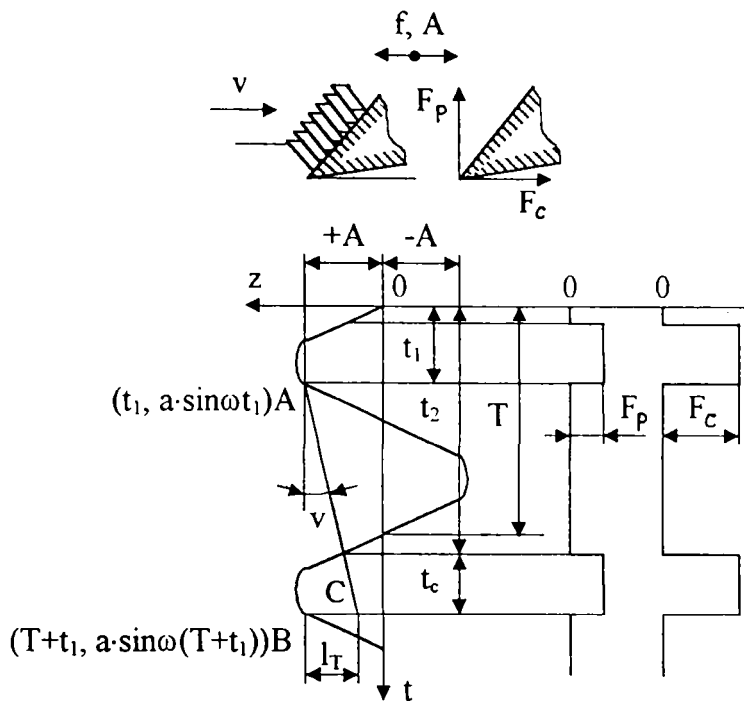 f, A
v
F_p
F_c
+A
-A
z
0
0
0
t_1
(t_1, a·sinωt_1)A
t_2
T
F_p
F_c
v
C
t_c
(T+t_1, a·sinω(T+t_1))B
l_T
t